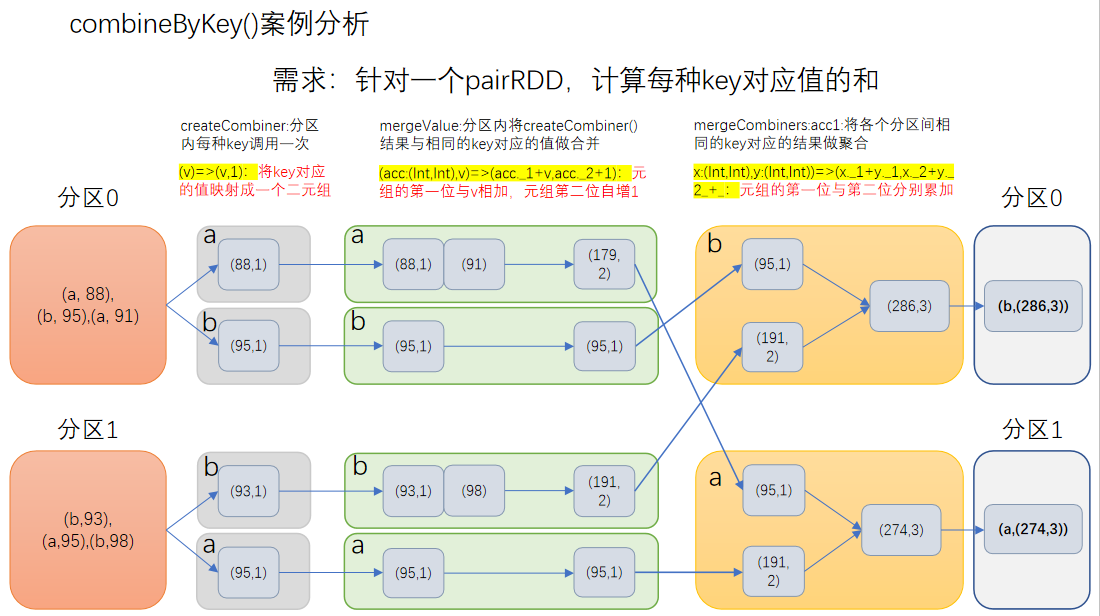 combineByKey()案例分析
需求：针对一个pairRDD，计算每种key对应值的和
createCombiner:分区
内每种key调用一次
(v)=>(v,1)：将key对应
的值映射成一个二元组
mergeValue:分区内将createCombiner()
结果与相同的key对应的值做合并
(acc:(Int,Int),v)=>(acc._1+v,acc._2+1)：元
组的第一位与v相加，元组第二位自增1
mergeCombiners:acc1:将各个分区间相
同的key对应的结果做聚合
x:(Int,Int),y:(Int,Int))=>(x._1+y._1,x._2+y._
2_+_：元组的第一位与第二位分别累加
分区0
分区0
(a, 88),
(b, 95),(a, 91)
a
(88,1)
b
(95,1)
a
(88,1)
(91)
(179,
2)
b
(95,1)
(95,1)
b
(95,1)
(191,
2)
(286,3)
(b,(286,3))
分区1
分区1
(b,93),
(a,95),(b,98)
b
(93,1)
a
(95,1)
b
(93,1)
(98)
(191,
2)
a
(95,1)
(95,1)
a
(95,1)
(191,
2)
(274,3)
(a,(274,3))